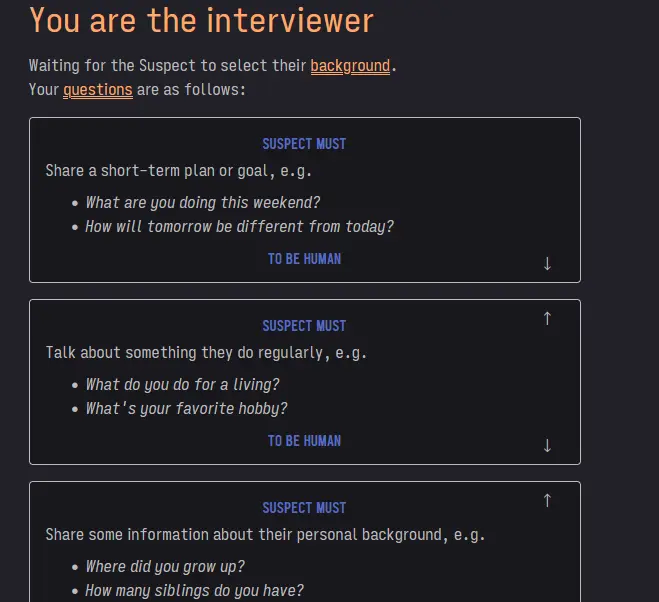 You are the interviewer
Waiting for the Suspect to select their background.
Your questions are as follows:
SUSPECT MUST
Share a short-term plan or goal, e.g.
• What are you doing this weekend?
• How will tomorrow be different from today?
TO BE HUMAN
↓
↑
SUSPECT MUST
Talk about something they do regularly, e.g.
• What do you do for a living?
• What's your favorite hobby?
TO BE HUMAN
↓
↑
SUSPECT MUST
Share some information about their personal background, e.g.
• Where did you grow up?
• How many siblings do you have?